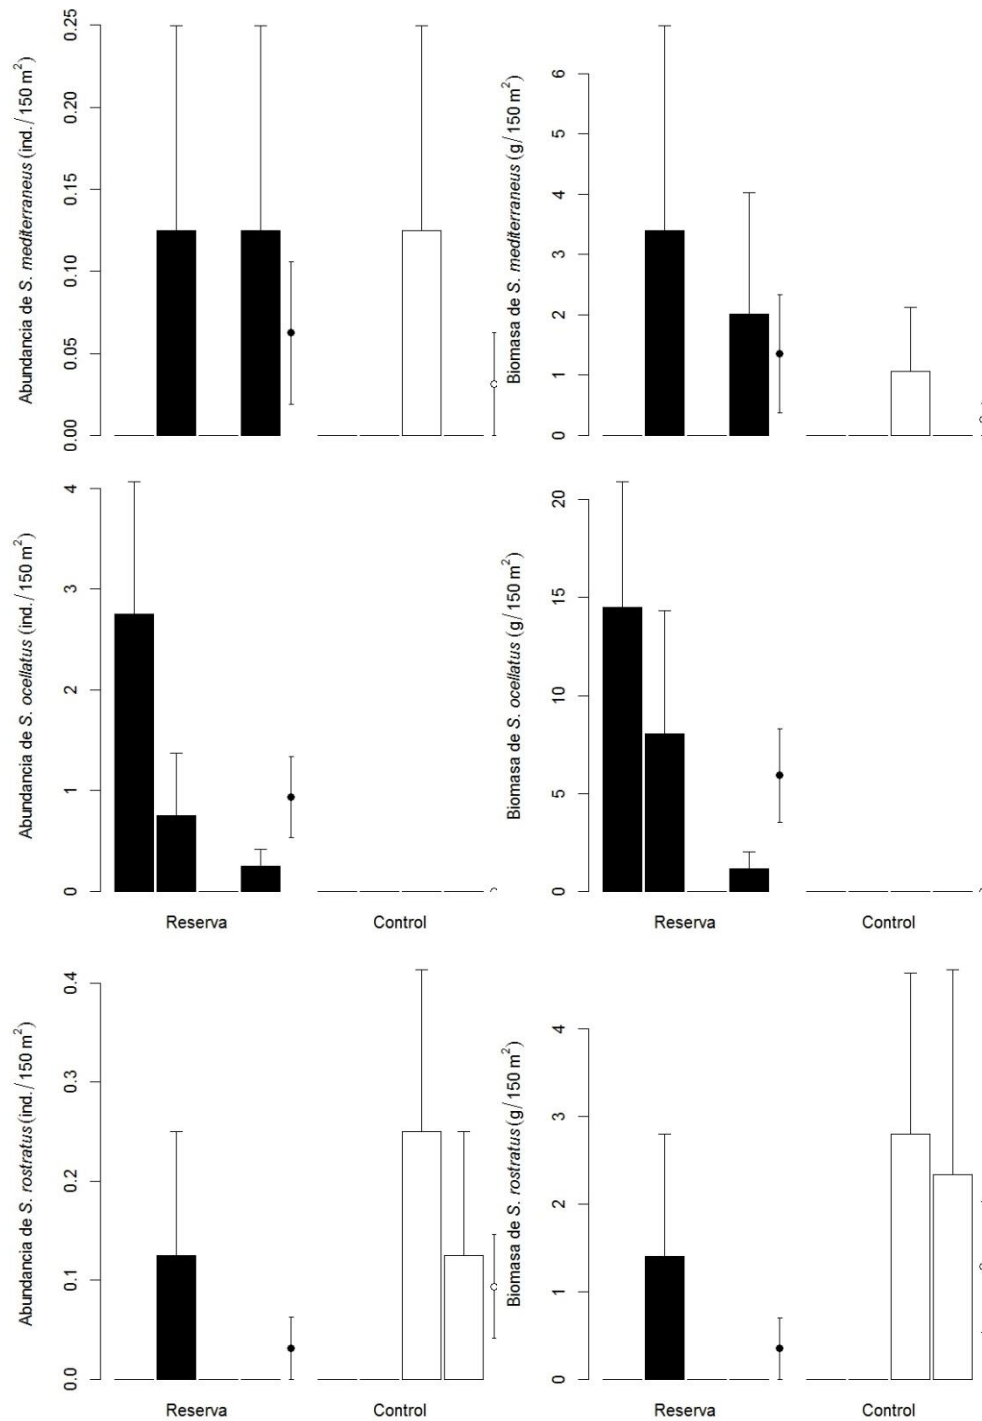 Abundancia de S. mediterraneus (ind./150 m²)
0.25
0.20
0.15
0.10
0.05
0.00
Biomasa de S. mediterraneus (g/150 m²)
6
5
4
3
2
1
0
Abundancia de S. ocellatus (ind./150 m²)
4
3
2
1
0
Reserva
Control
Biomasa de S. ocellatus (g/150 m²)
20
15
10
5
0
Reserva
Control
Abundancia de S. rostratus (ind./150 m²)
0.4
0.3
0.2
0.1
0.0
Reserva
Control
Biomasa de S. rostratus (g/150 m²)
4
3
2
1
0
Reserva
Control